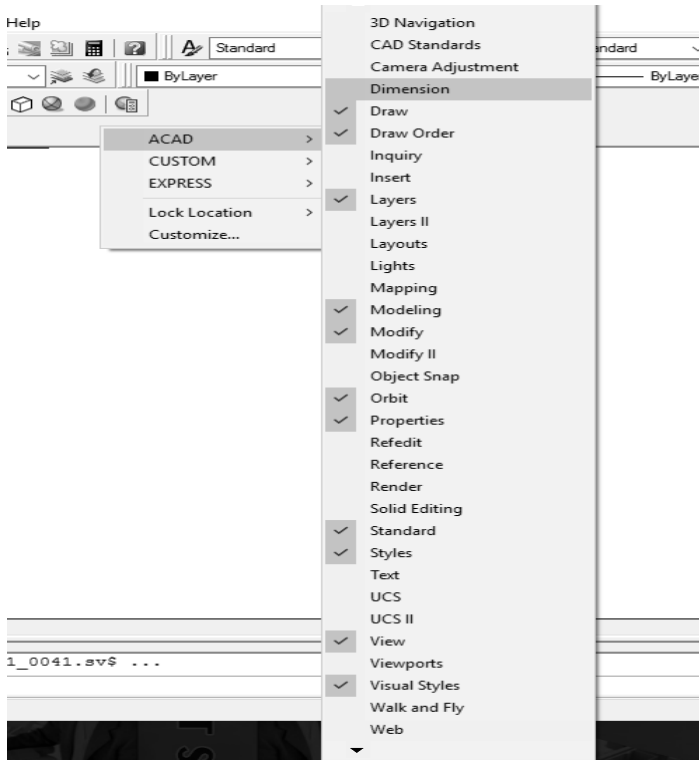 Help
Standard
ndard
ByLayer
ByLaye
ACAD
CUSTOM
EXPRESS
Lock Location
Customize...
3D Navigation
CAD Standards
Camera Adjustment
Dimension
Draw
Draw Order
Inquiry
Insert
Layers
Layers II
Layouts
Lights
Mapping
Modeling
Modify
Modify II
Object Snap
Orbit
Properties
Refedit
Reference
Render
Solid Editing
Standard
Styles
Text
UCS
UCS II
View
Viewports
Visual Styles
Walk and Fly
Web
1_0041.sv$ ...